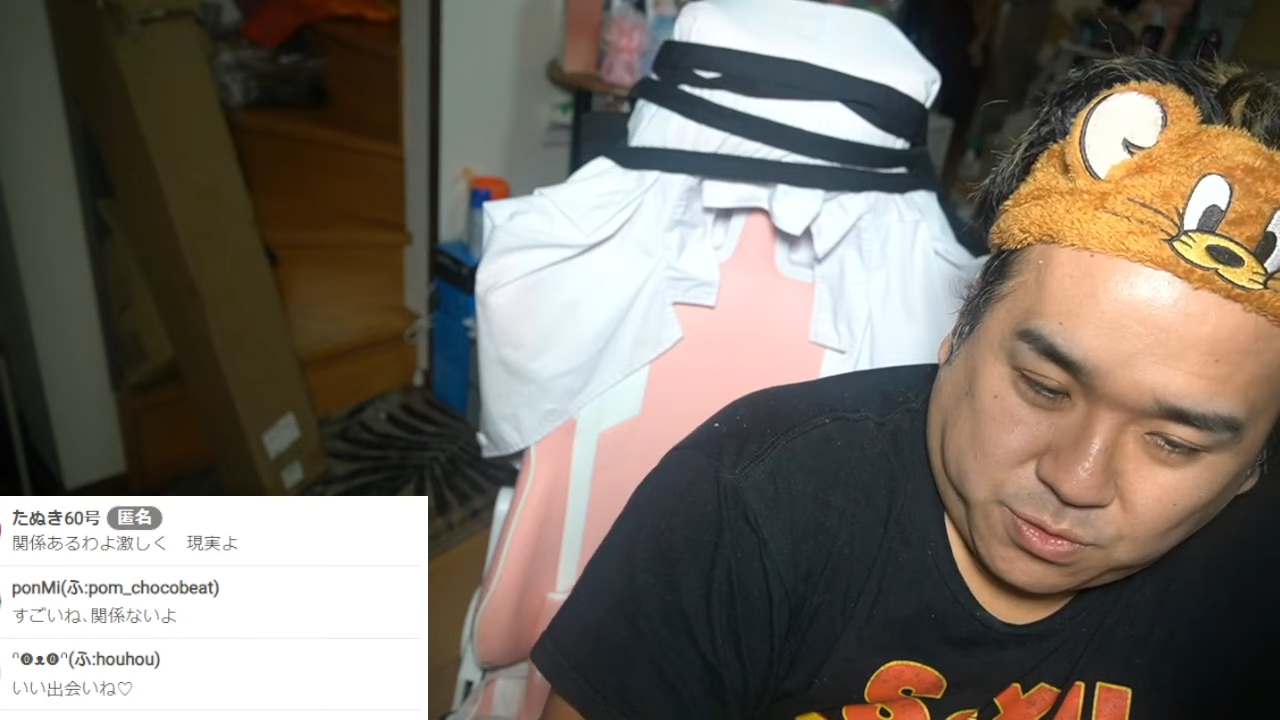 たぬき60号 匿名
関係あるわよ激しく　現実よ
ponMi(ふ:pom_chocobeat)
すごいね、関係ないよ
ᐢ⓿ᴥ⓿ᐢ(ふ:houhou)
いい出会いね♡